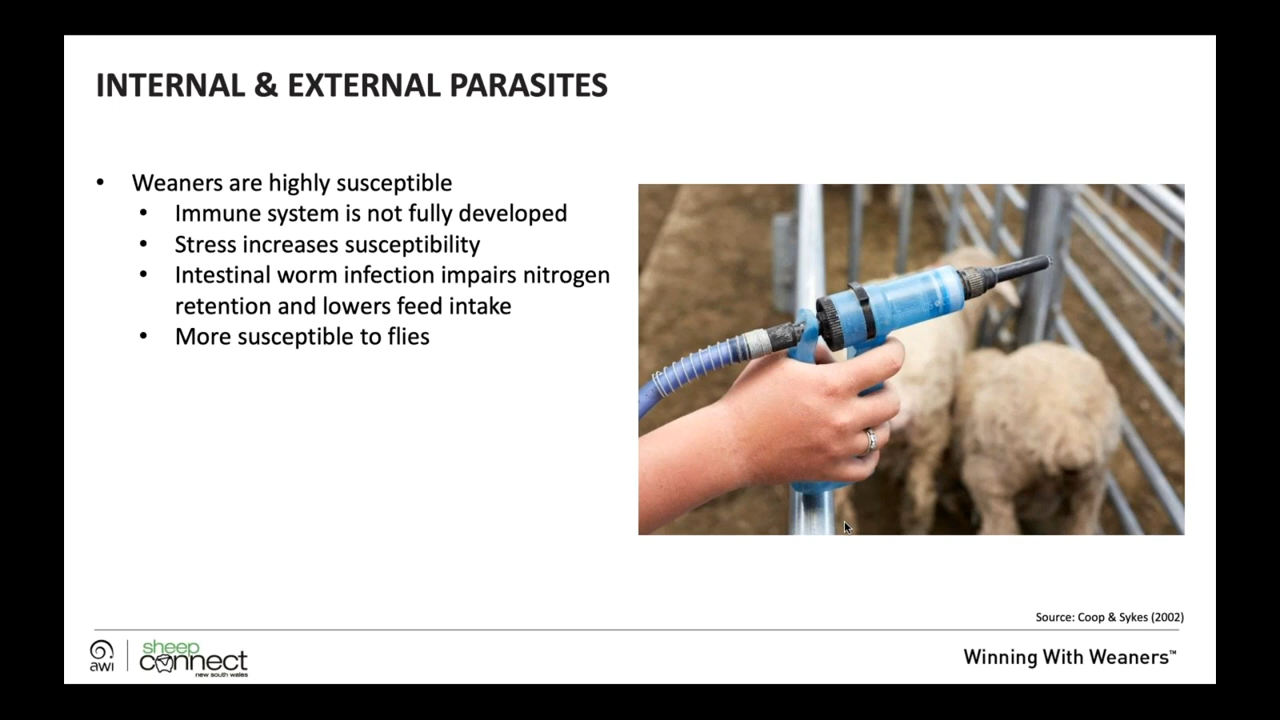 INTERNAL & EXTERNAL PARASITES
• Weaners are highly susceptible
• Immune system is not fully developed
• Stress increases susceptibility
• Intestinal worm infection impairs nitrogen
retention and lowers feed intake
• More susceptible to flies
Source: Coop & Sykes (2002)
awi
sheep
connect
new south wales
Winning With Weaners™